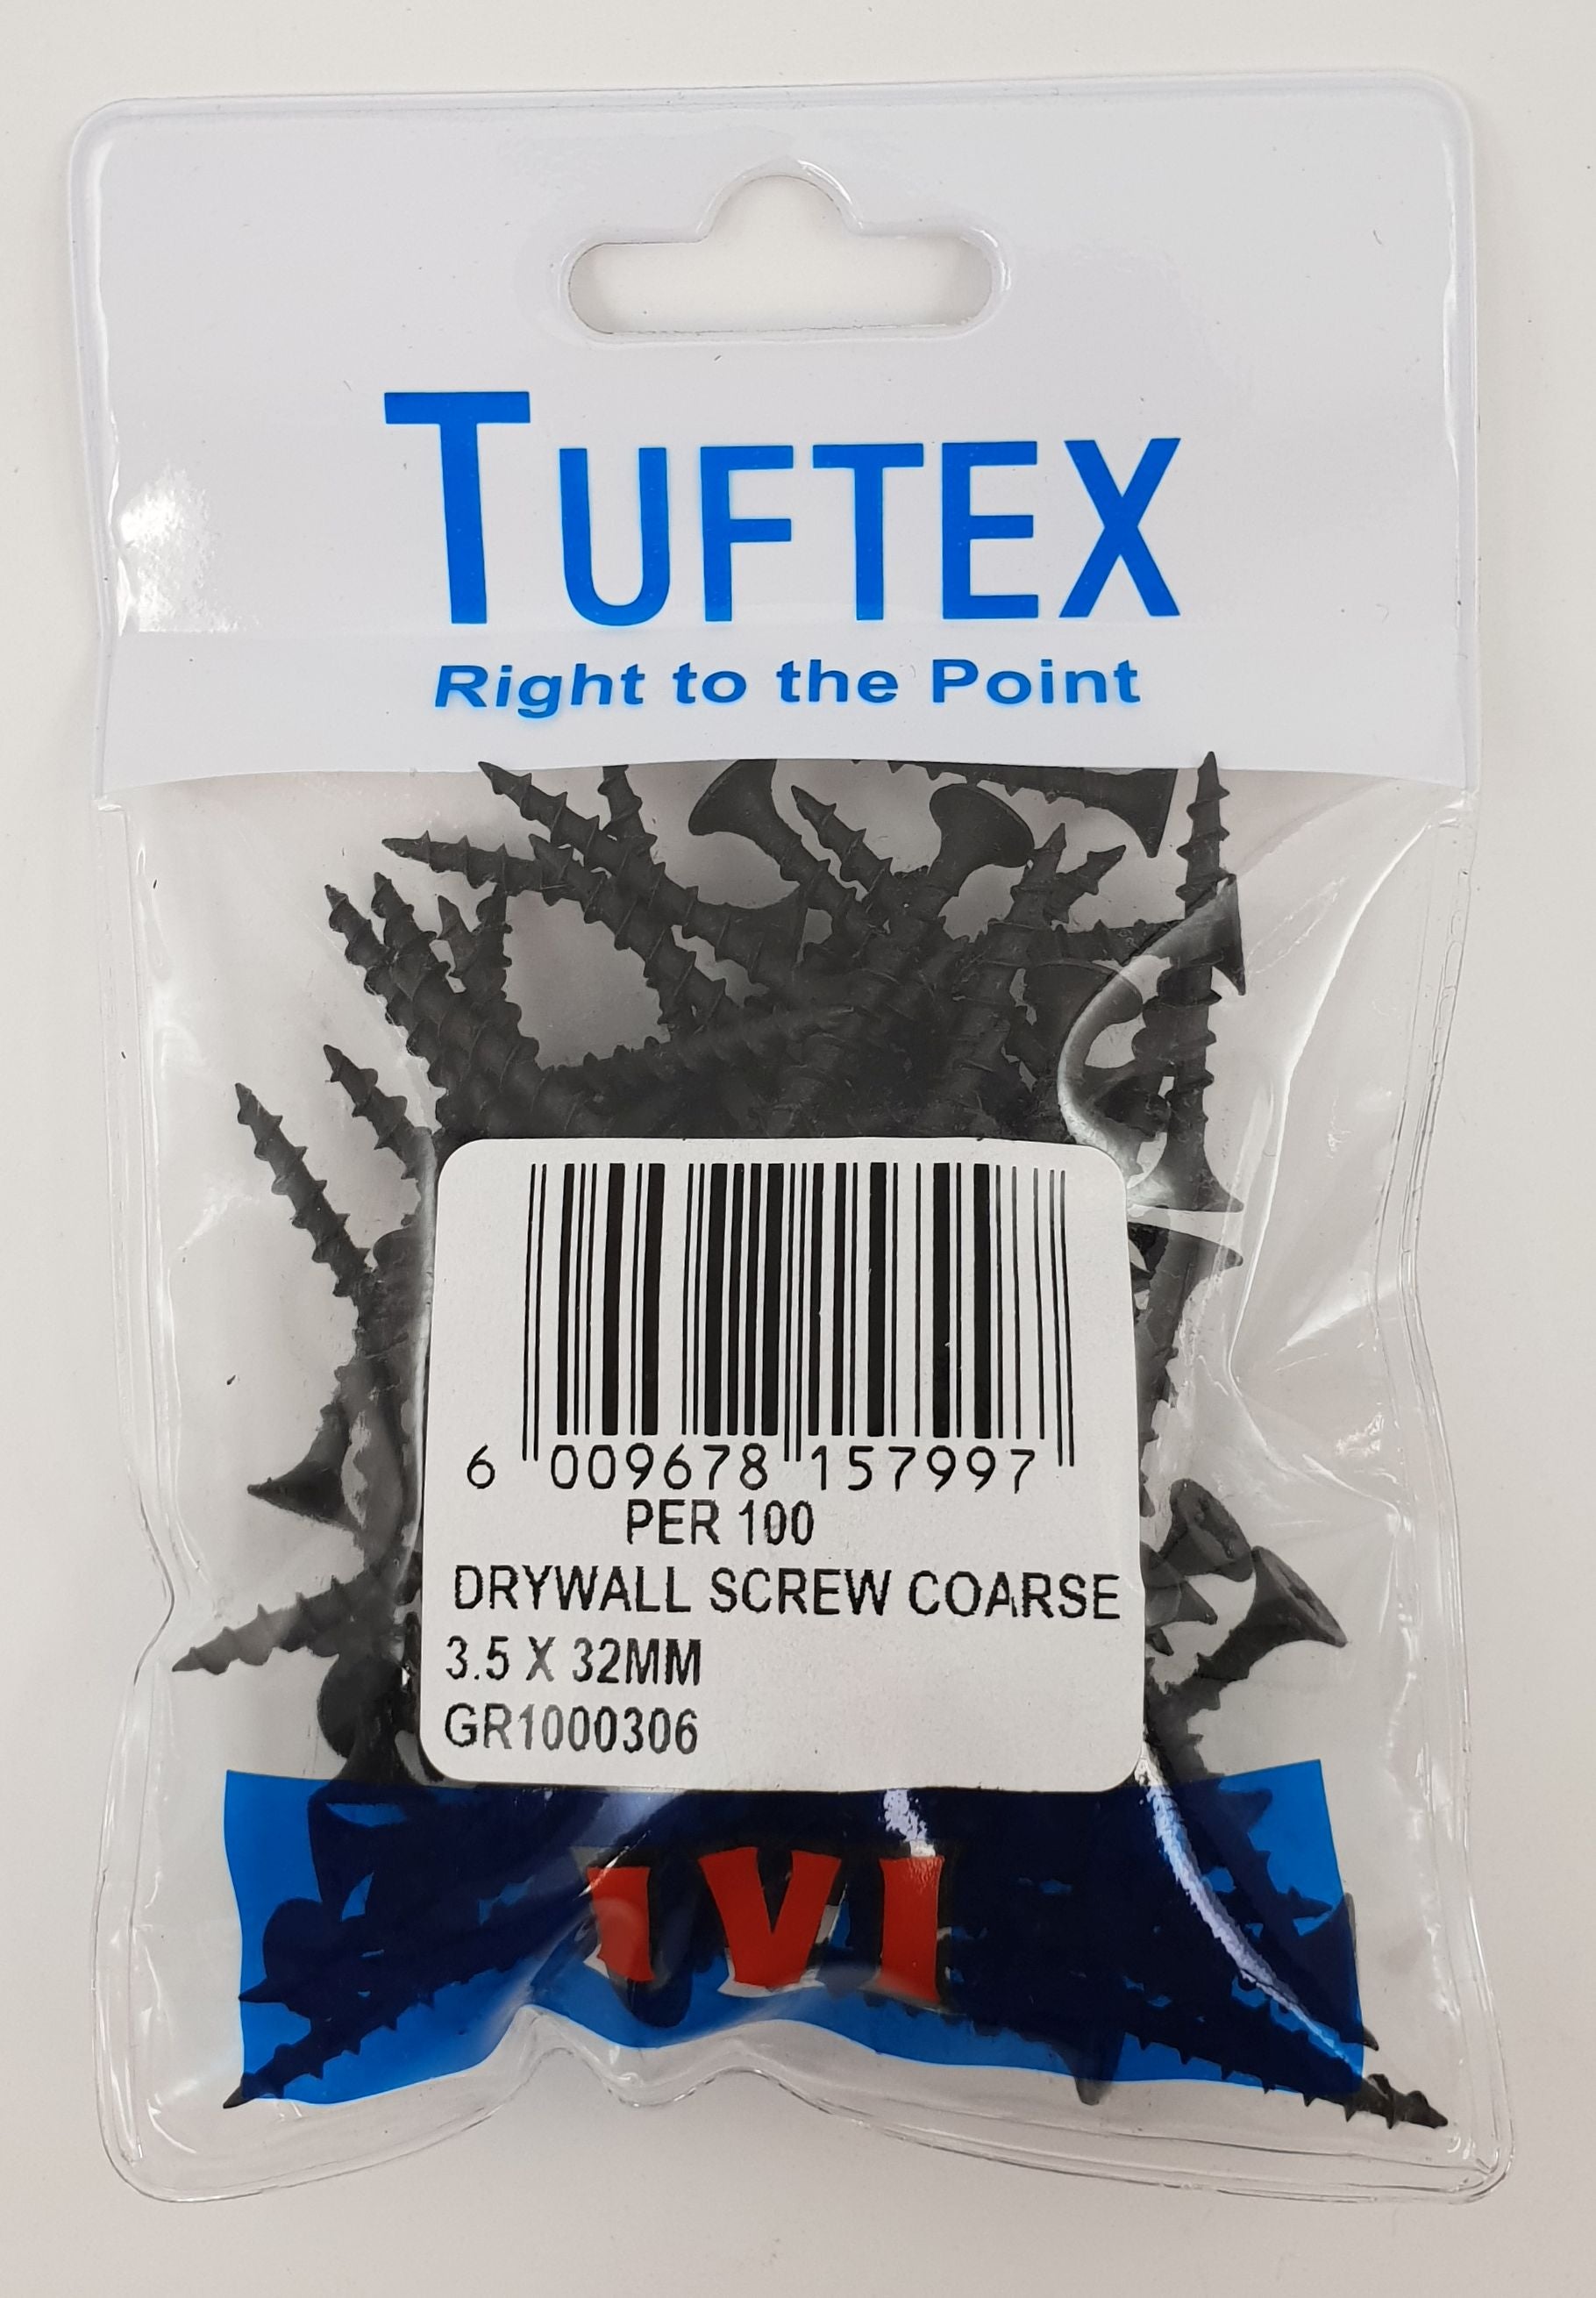 TUFTEX
Right to the Point
6 009678 157997
PER 100
DRYWALL SCREW COARSE
3.5 X 32MM
GR1000306